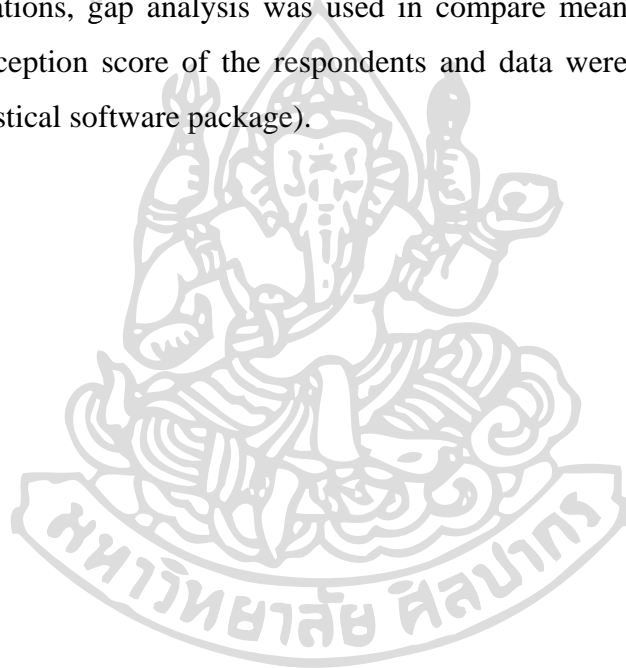 ations, gap analysis was used in compare mean
ception score of the respondents and data were
stical software package).
มหาวิทยาลัย ศิลปากร